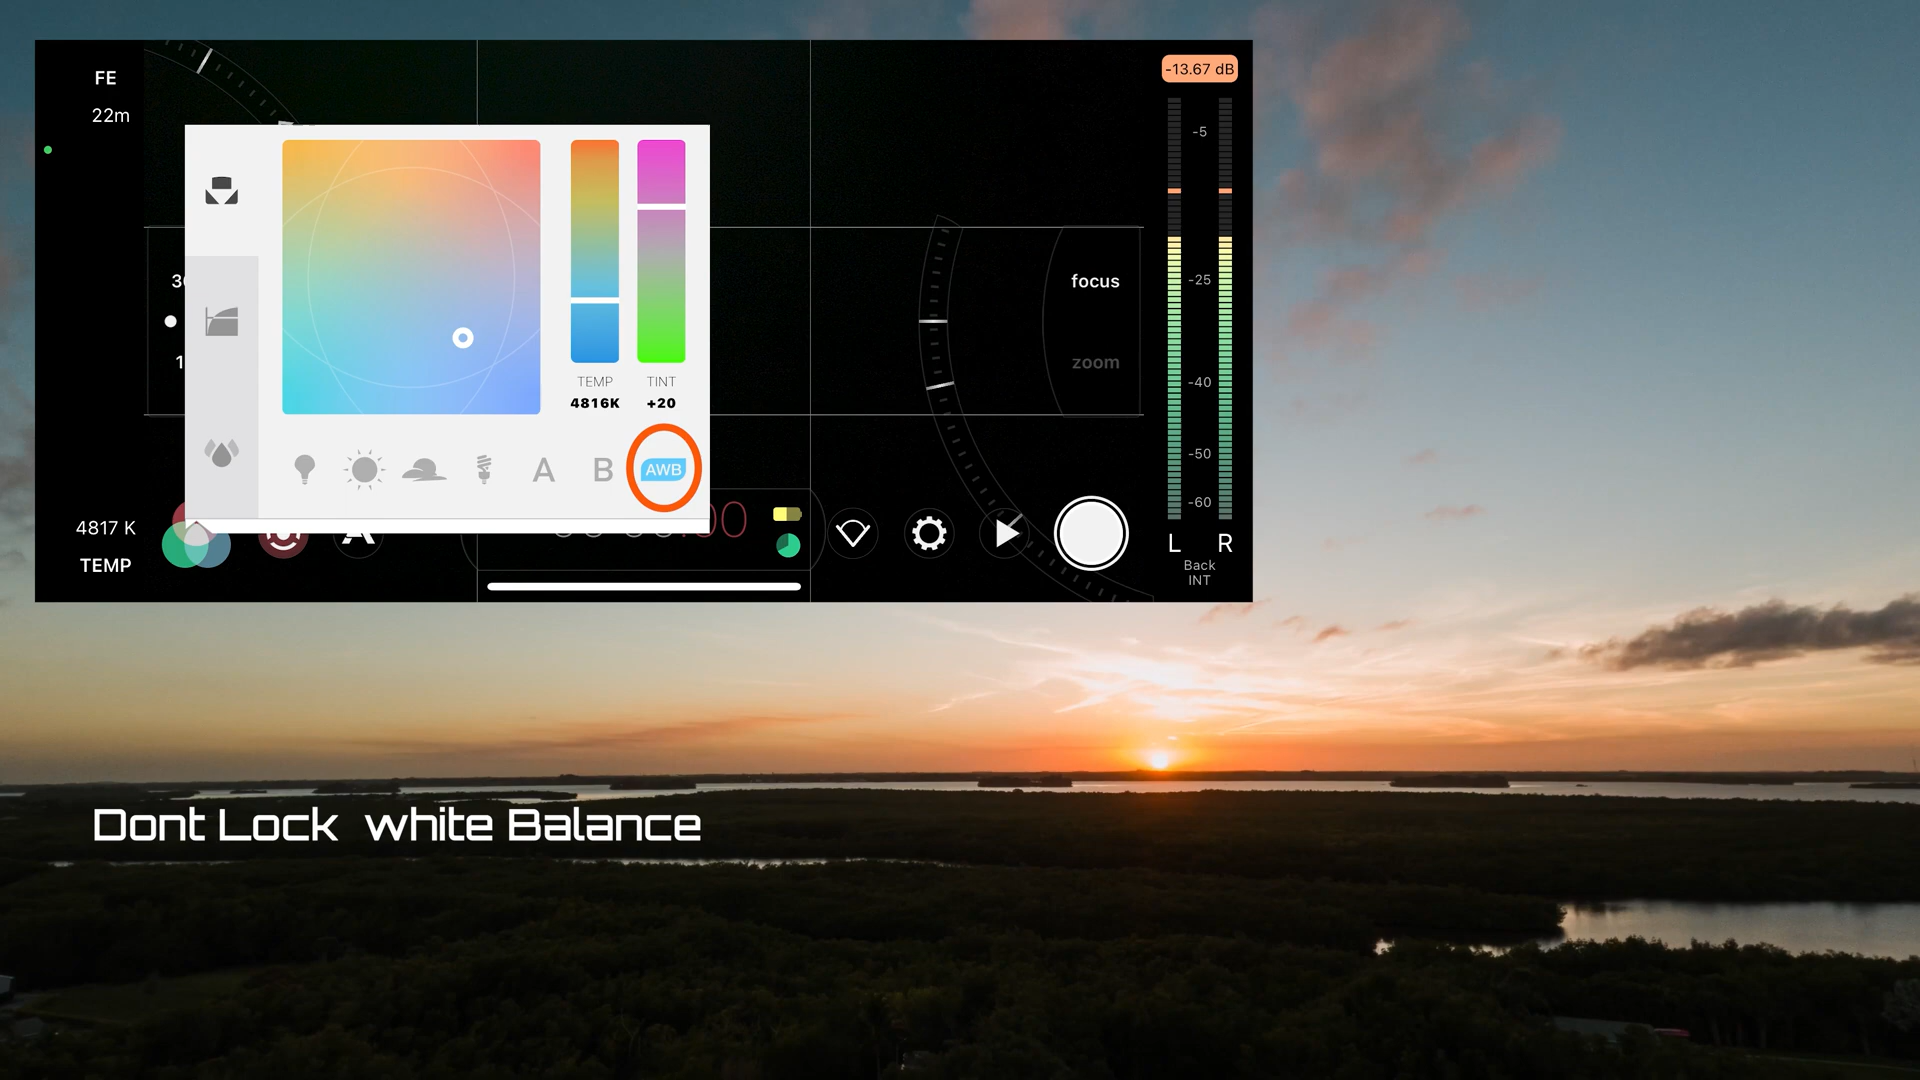 FE
22m
-13.67 dB
-5
-25
-40
-50
-60
L R
Back
INT
focus
zoom
TEMP TINT
4816K +20
A B AWB
4817 K
TEMP
Dont Lock white Balance